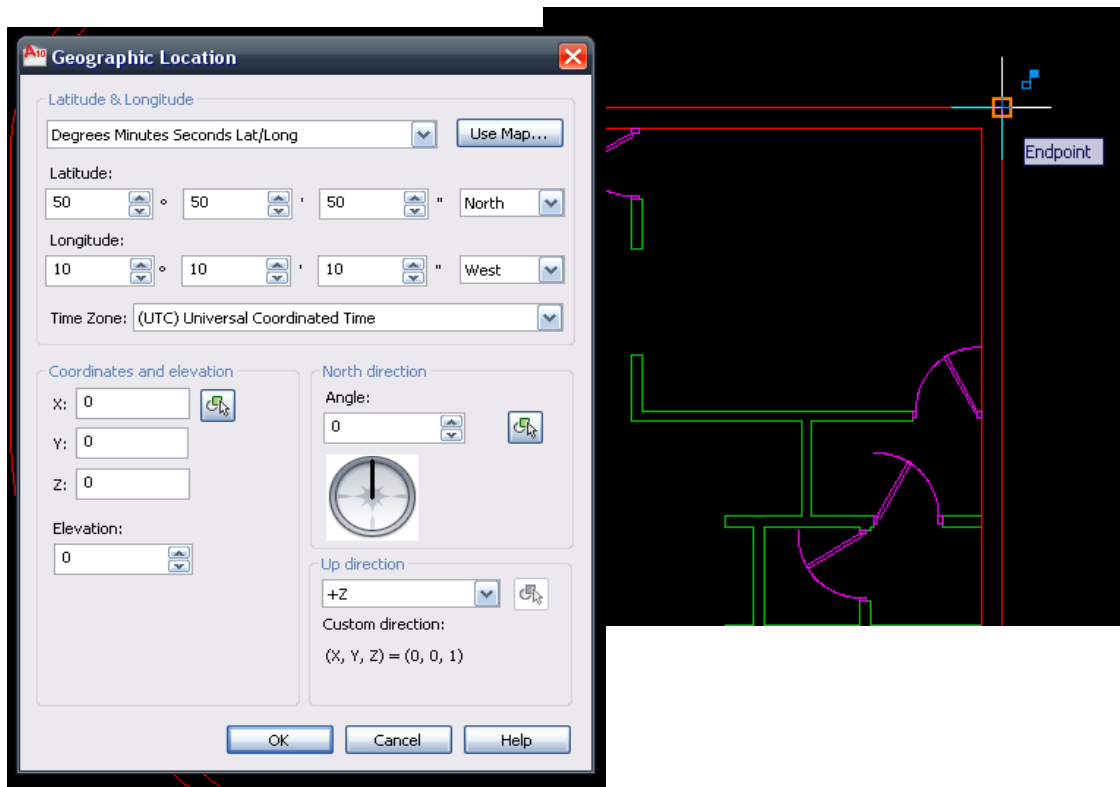 A10 Geographic Location
Latitude & Longitude
Degrees Minutes Seconds Lat/Long Use Map...
Latitude:
50 ° 50 ' 50 " North
Longitude:
10 ° 10 ' 10 " West
Time Zone: (UTC) Universal Coordinated Time
Coordinates and elevation
X: 0
Y: 0
Z: 0
Elevation:
0
North direction
Angle:
0
Up direction
+Z
Custom direction:
(X, Y, Z) = (0, 0, 1)
OK Cancel Help
Endpoint